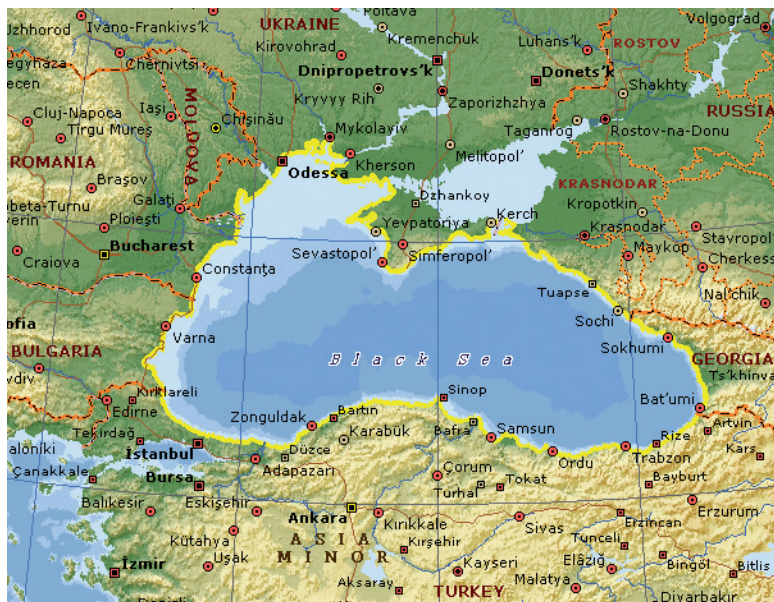 Poltava
Uzhhorod
Ivano-Frankivs'k
UKRAINE
Volgograd
Kremenchuk
Luhans'k
ROSTOV
Kirovohrad
Chernivtsi
Dnipropetrovs'k
Donets'k
Shakhty
Kryvyy Rih
Zaporizhzhya
RUSSIA
Cluj-Napoca
Iaşi
MOLDOVA
Chişinău
Mykolayiv
Taganrog
Rostov-na-Donu
Tirgu Mureş
Kherson
Melitopol'
ROMANIA
Odessa
KRASNODAR
Braşov
Dzhankoy
Kropotkin
Galaţi
Kerch
Ploieşti
Yevpatoriya
Krasnodar
Stavropol'
Bucharest
Maykop
Craiova
Sevastopol'
Simferopol'
Cherkess
Constanţa
Tuapse
Nal'chik
Sochi
Varna
Sokhumi
BULGARIA
Black Sea
GEORGIA
Ts'khinva
Kırklareli
Sinop
Bat'umi
Edirne
Zonguldak
Bartın
Tekirdağ
Karabük
Bafra
Samsun
Rize
Artvin
İstanbul
Düzce
Trabzon
Kars
Çanakkale
Adapazarı
Çorum
Ordu
Bursa
Turhal
Tokat
Bayburt
Balıkesir
Eskişehir
Ankara
Kırıkkale
Sivas
Erzincan
Erzurum
Kütahya
ASIA
MINOR
Kırşehir
Tunceli
İzmir
Uşak
Kayseri
Elâzığ
Bingöl
Bitlis
Aksaray
TURKEY
Malatya
Diyarbakır